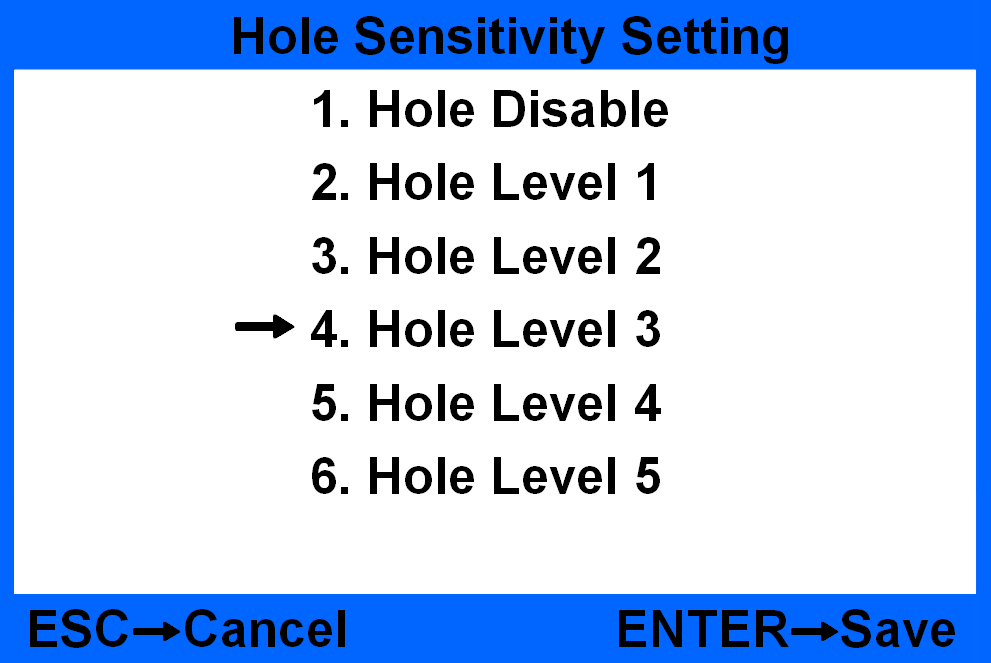 Hole Sensitivity Setting
1. Hole Disable
2. Hole Level 1
3. Hole Level 2
→ 4. Hole Level 3
5. Hole Level 4
6. Hole Level 5
ESC→Cancel ENTER→Save